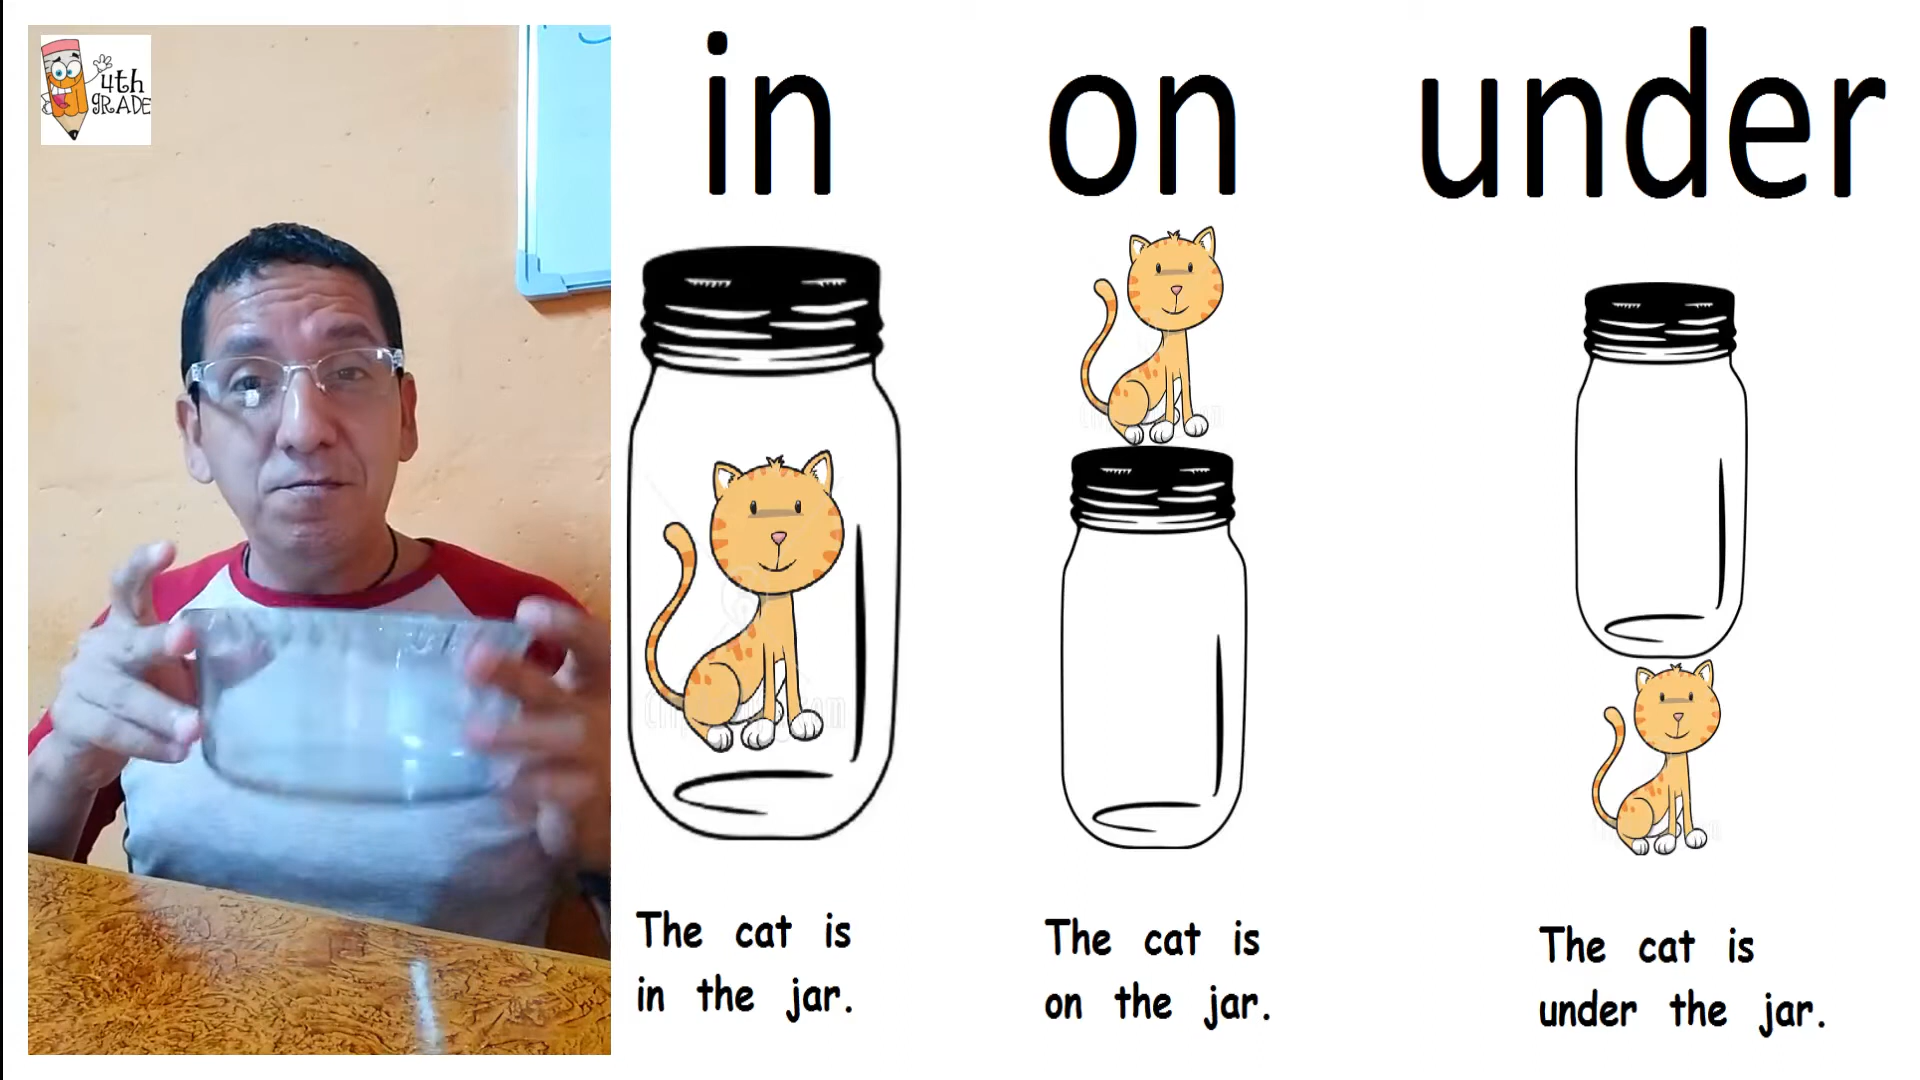 4th
GRADE
in on under
The cat is
in the jar.
The cat is
on the jar.
The cat is
under the jar.